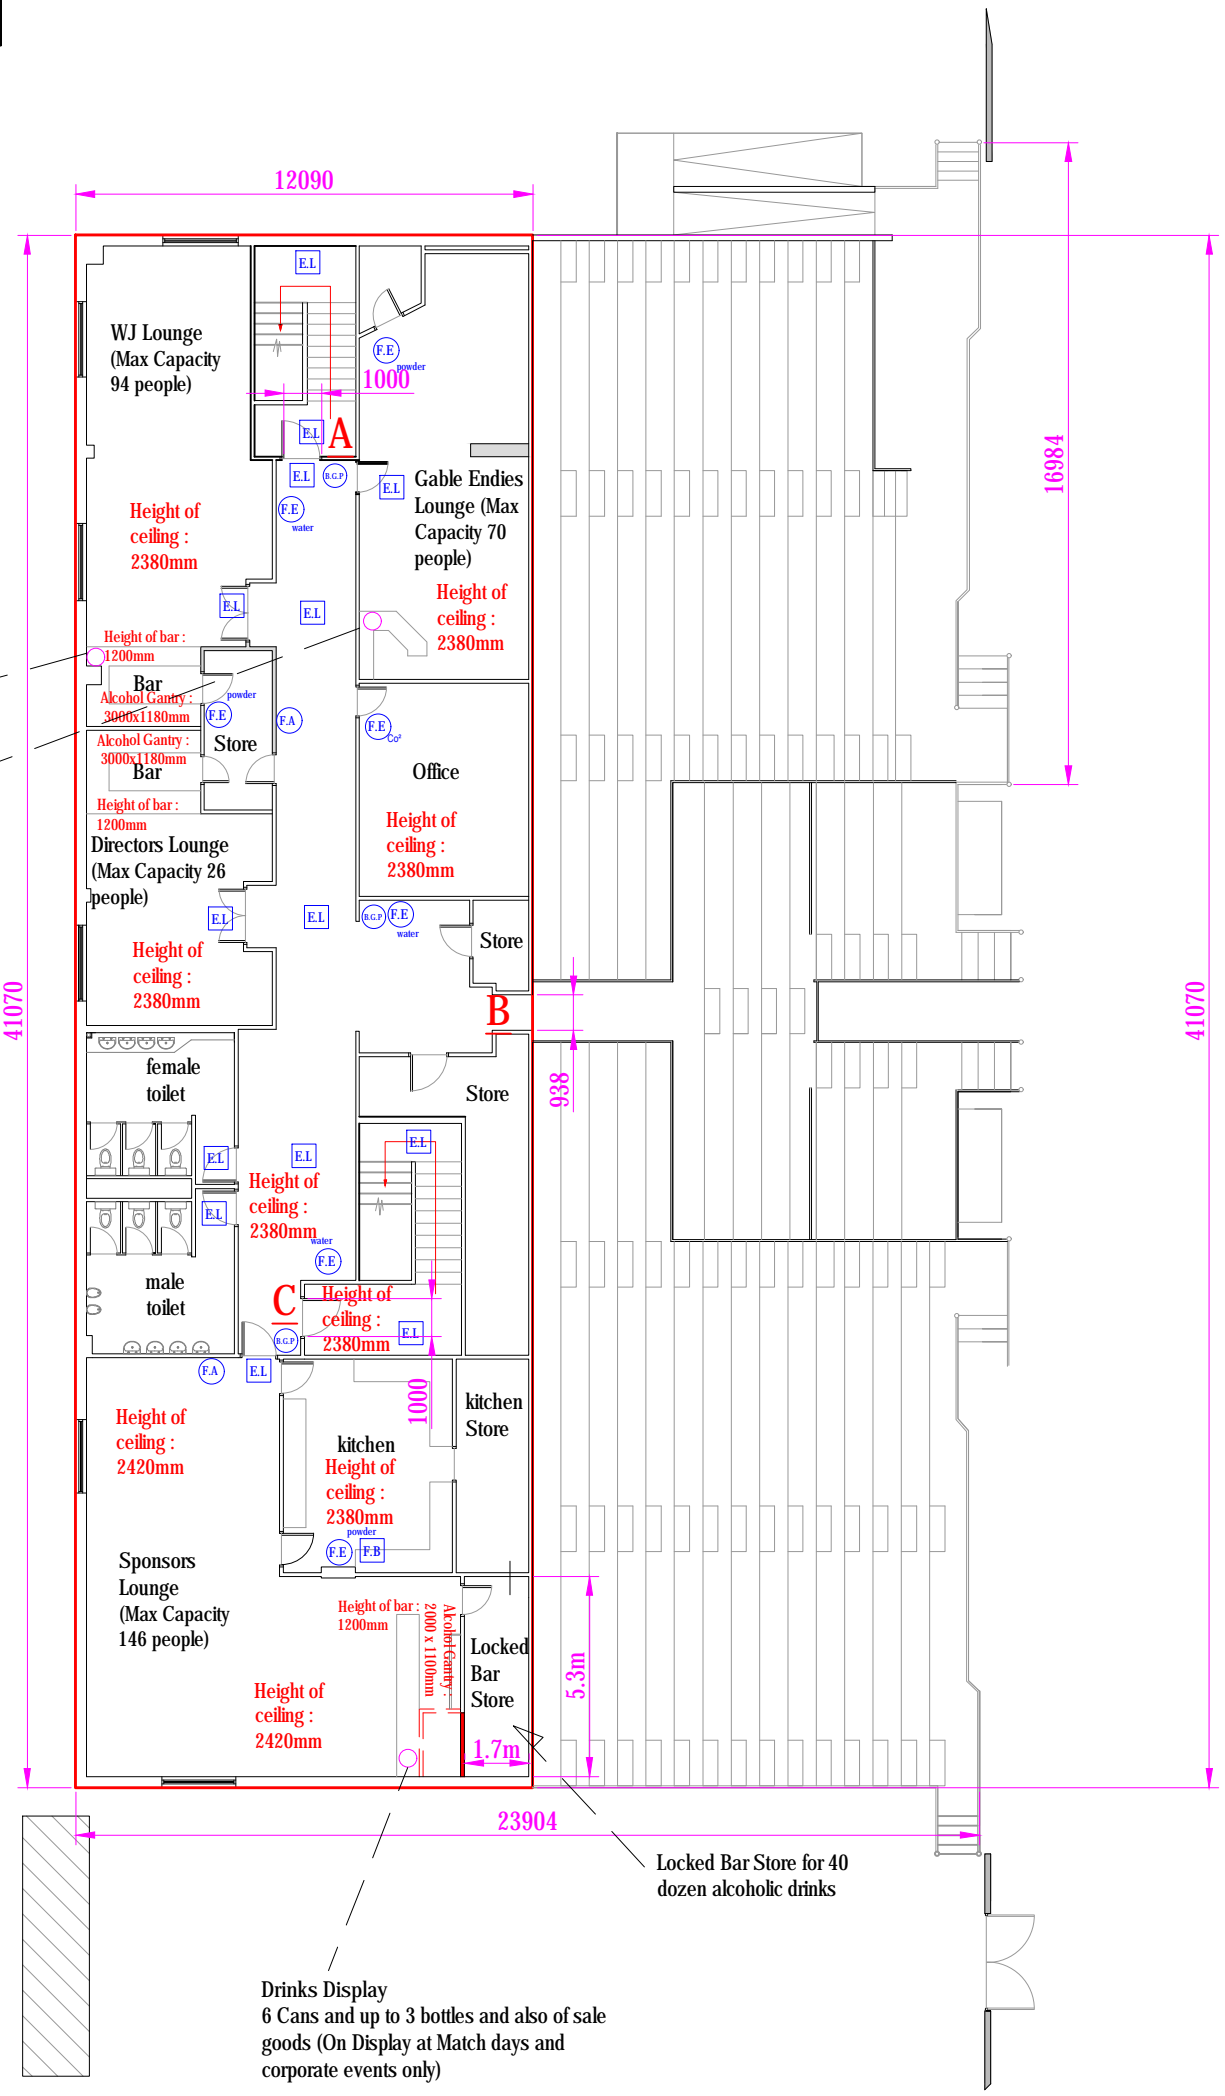 12090
E.L
WJ Lounge
(Max Capacity
94 people)
F.E
powder
1000
E.L
A
16984
E.L
B.G.P
E.L
Gable Endies
Lounge (Max
Capacity 70
people)
F.E
water
Height of
ceiling :
2380mm
Height of
ceiling :
2380mm
E.L
E.L
Height of bar :
1200mm
Bar
Alcohol Gantry :
3000x1180mm
powder
F.E
F.A
F.E
Co²
Store
Alcohol Gantry :
3000x1180mm
Bar
Office
Height of bar :
1200mm
Height of
ceiling :
2380mm
Directors Lounge
(Max Capacity 26
people)
E.L
E.L
B.G.P
F.E
water
Store
Height of
ceiling :
2380mm
41070
41070
B
938
female
toilet
Store
E.L
E.L
E.L
Height of
ceiling :
2380mm
E.L
water
F.E
male
toilet
C
Height of
ceiling :
2380mm
B.G.P
E.L
F.A
E.L
1000
kitchen
Store
Height of
ceiling :
2420mm
kitchen
Height of
ceiling :
2380mm
powder
F.E
F.B
Sponsors
Lounge
(Max Capacity
146 people)
Height of bar :
1200mm
Alcohol Gantry :
2000 x 1100mm
Locked
Bar
Store
5.3m
Height of
ceiling :
2420mm
1.7m
23904
Locked Bar Store for 40
dozen alcoholic drinks
Drinks Display
6 Cans and up to 3 bottles and also of sale
goods (On Display at Match days and
corporate events only)